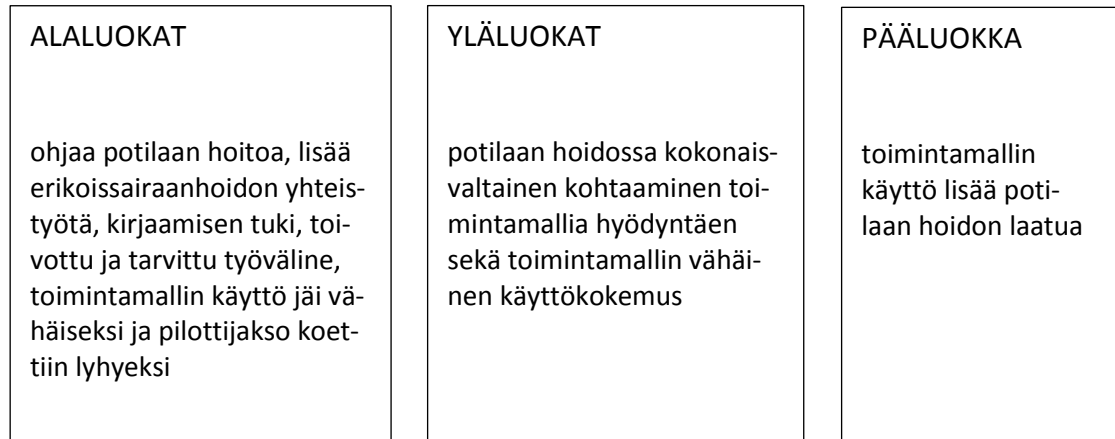 ALALUOKAT
ohjaa potilaan hoitoa, lisää
erikoissairaanhoidon yhteis-
työtä, kirjaamisen tuki, toi-
vottu ja tarvittu työväline,
toimintamallin käyttö jäi vä-
häiseksi ja pilottijakso koet-
tiin lyhyeksi
YLÄLUOKAT
potilaan hoidossa kokonais-
valtainen kohtaaminen toi-
mintamallia hyödyntäen
sekä toimintamallin vähäi-
nen käyttökokemus
PÄÄLUOKKA
toimintamallin
käyttö lisää poti-
laan hoidon laatua